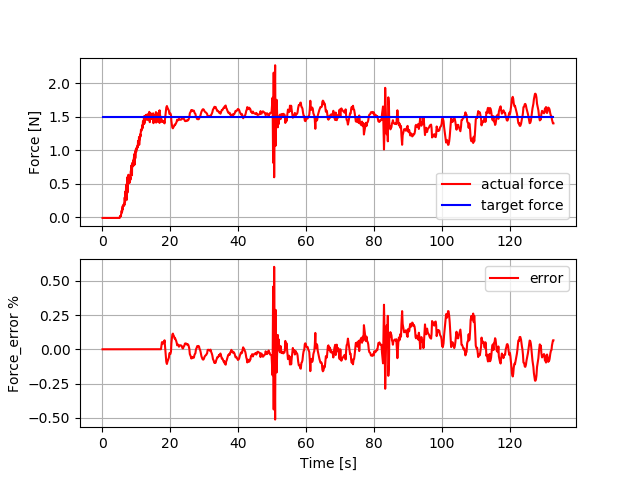 2.0
1.5
1.0
0.5
0.0
Force [N]
actual force
target force
0 20 40 60 80 100 120
0.50
0.25
0.00
−0.25
−0.50
Force_error %
error
0 20 40 60 80 100 120
Time [s]